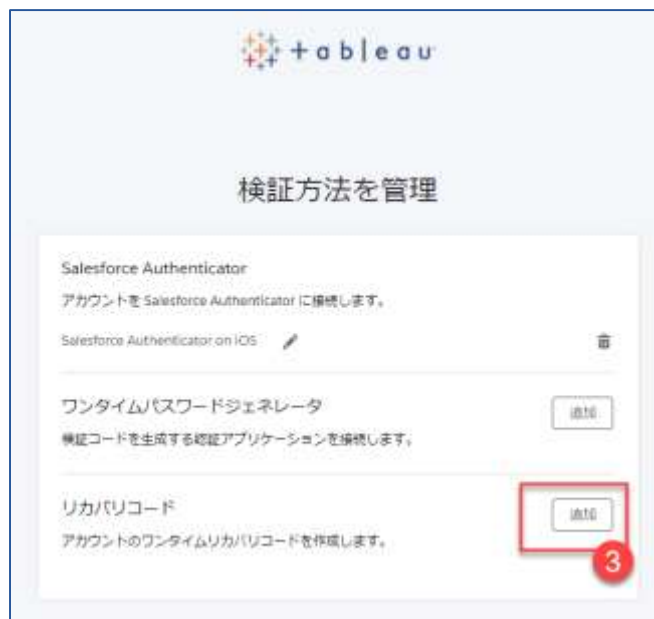 +ableau
検証方法を管理
Salesforce Authenticator
アカウントを Salesforce Authenticator に接続します。
Salesforce Authenticator on iOS
ワンタイムパスワードジェネレータ
追加
検証コードを生成する認証アプリケーションを接続します。
リカバリコード
追加
アカウントのワンタイムリカバリコードを作成します。
3